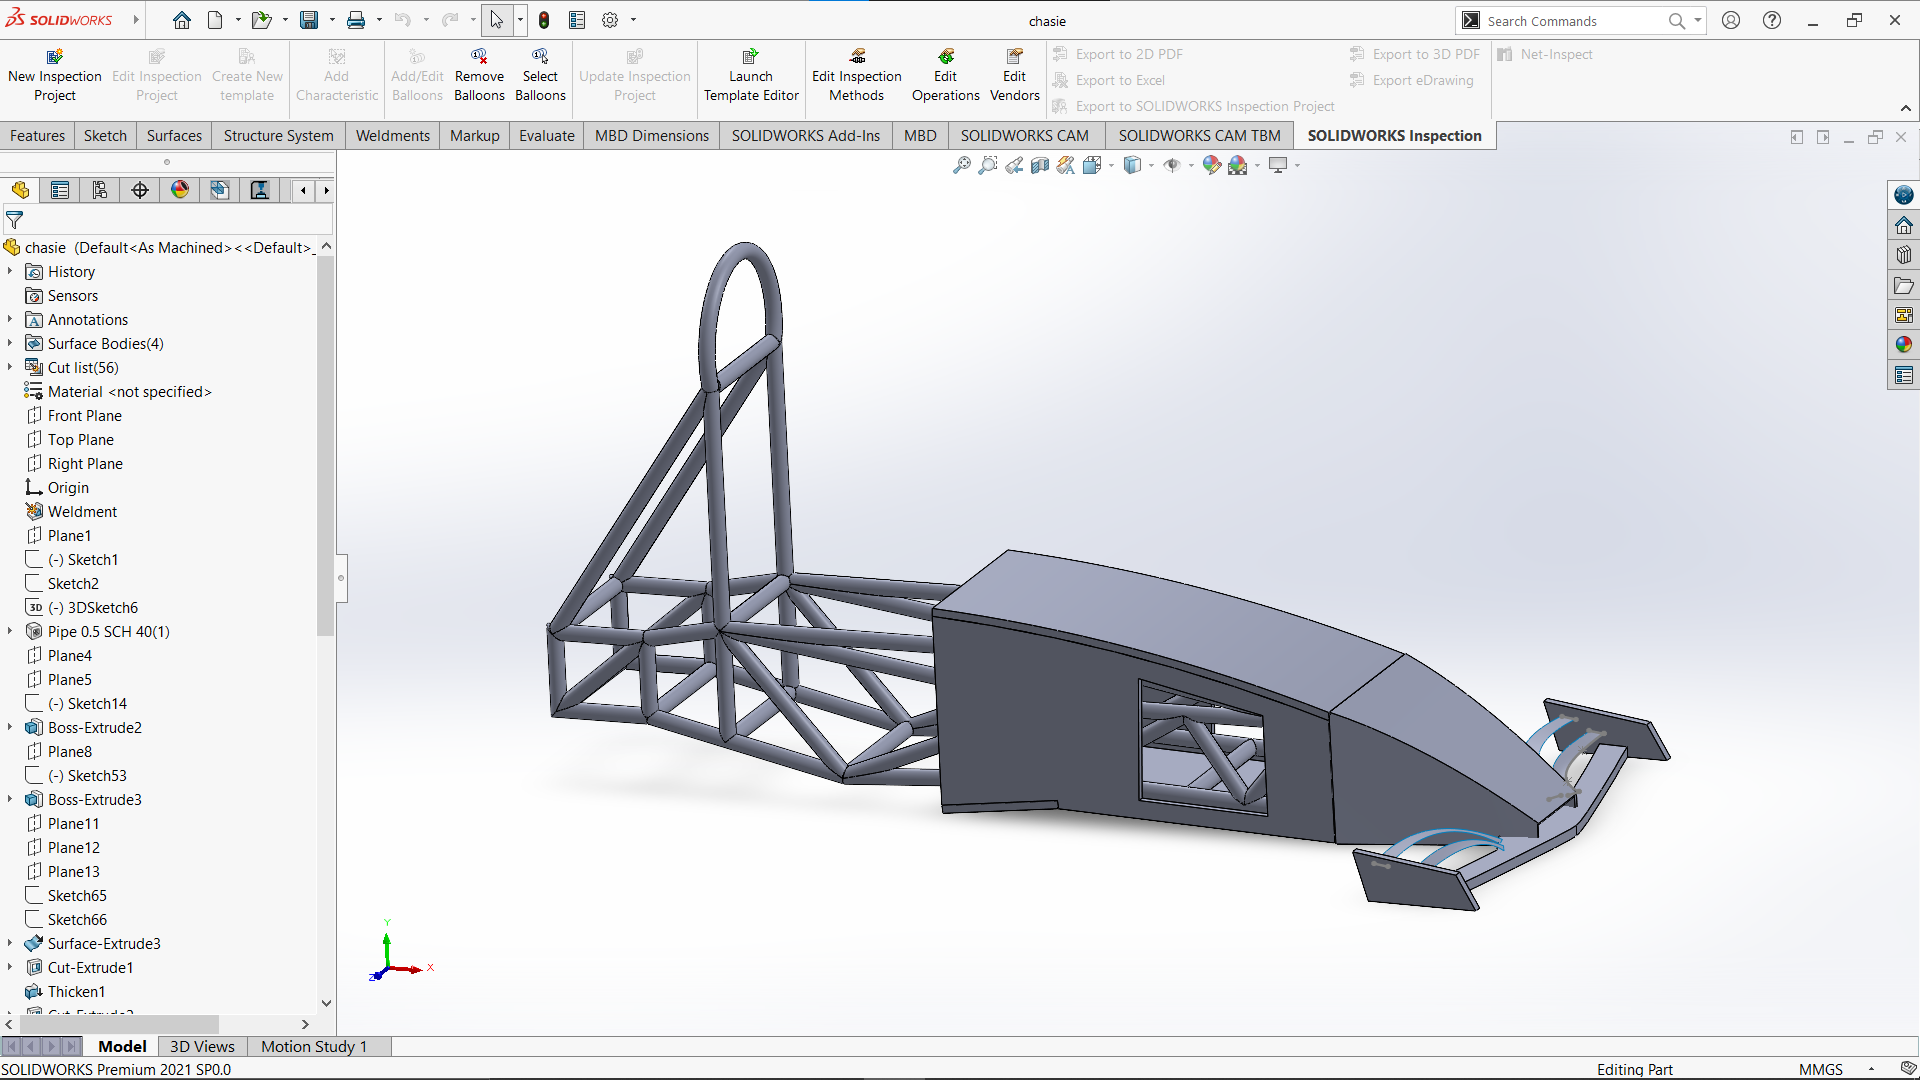 SOLIDWORKS
chasie
Search Commands
New Inspection Project
Edit Inspection Project
Create New template
Add Characteristic
Add/Edit Balloons
Remove Balloons
Select Balloons
Update Inspection Project
Launch Template Editor
Edit Inspection Methods
Edit Operations
Edit Vendors
Export to 2D PDF
Export to Excel
Export to SOLIDWORKS Inspection Project
Export to 3D PDF
Export eDrawing
Net-Inspect
Features
Sketch
Surfaces
Structure System
Weldments
Markup
Evaluate
MBD Dimensions
SOLIDWORKS Add-Ins
MBD
SOLIDWORKS CAM
SOLIDWORKS CAM TBM
SOLIDWORKS Inspection
chasie (Default<As Machined><<Default>_
History
Sensors
Annotations
Surface Bodies(4)
Cut list(56)
Material <not specified>
Front Plane
Top Plane
Right Plane
Origin
Weldment
Plane1
(-) Sketch1
Sketch2
3D (-) 3DSketch6
Pipe 0.5 SCH 40(1)
Plane4
Plane5
(-) Sketch14
Boss-Extrude2
Plane8
(-) Sketch53
Boss-Extrude3
Plane11
Plane12
Plane13
Sketch65
Sketch66
Surface-Extrude3
Cut-Extrude1
Thicken1
Y
X
Z
Model
3D Views
Motion Study 1
SOLIDWORKS Premium 2021 SP0.0
Editing Part
MMGS